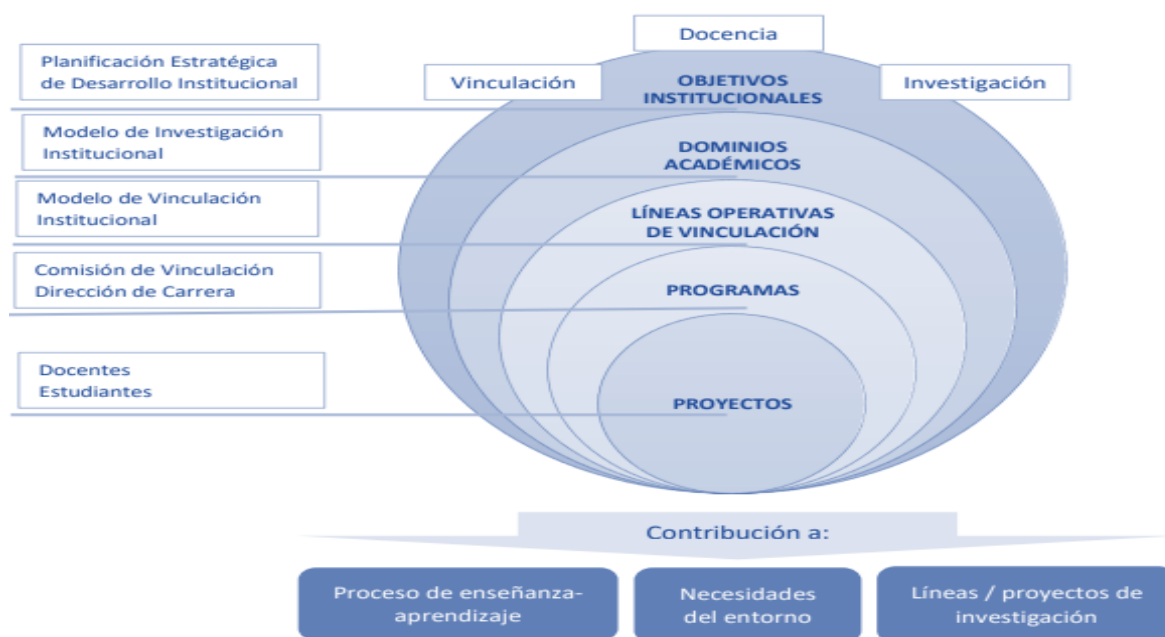 Docencia
Vinculación
Investigación
Planificación Estratégica
de Desarrollo Institucional
Modelo de Investigación
Institucional
Modelo de Vinculación
Institucional
Comisión de Vinculación
Dirección de Carrera
Docentes
Estudiantes
OBJETIVOS
INSTITUCIONALES
DOMINIOS
ACADÉMICOS
LÍNEAS OPERATIVAS
DE VINCULACIÓN
PROGRAMAS
PROYECTOS
Contribución a:
Proceso de enseñanza-
aprendizaje
Necesidades
del entorno
Líneas / proyectos de
investigación